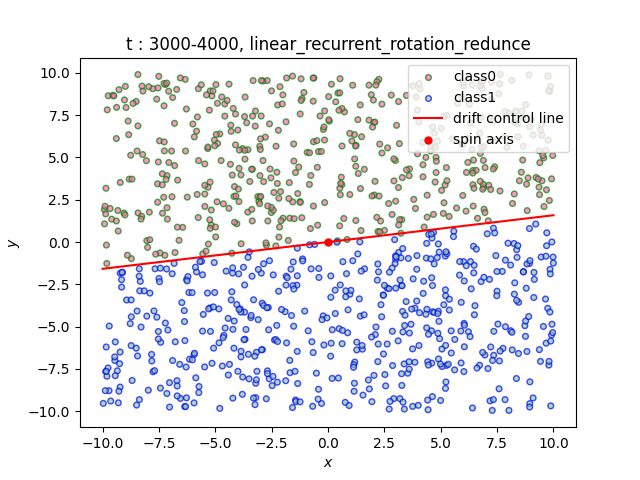 t : 3000-4000, linear_recurrent_rotation_redunce
class0
class1
drift control line
spin axis
10.0
7.5
5.0
2.5
0.0
−2.5
−5.0
−7.5
−10.0
y
−10.0 −7.5 −5.0 −2.5 0.0 2.5 5.0 7.5 10.0
x